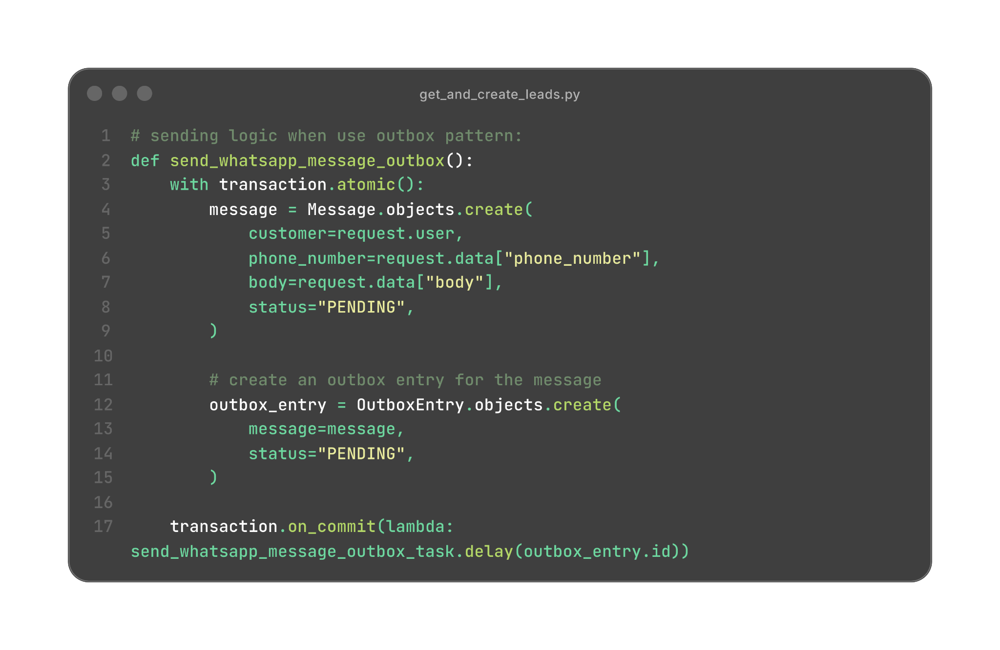 get_and_create_leads.py
1 # sending logic when use outbox pattern:
2 def send_whatsapp_message_outbox():
3     with transaction.atomic():
4         message = Message.objects.create(
5             customer=request.user,
6             phone_number=request.data["phone_number"],
7             body=request.data["body"],
8             status="PENDING",
9         )
10
11         # create an outbox entry for the message
12         outbox_entry = OutboxEntry.objects.create(
13             message=message,
14             status="PENDING",
15         )
16
17     transaction.on_commit(lambda:
send_whatsapp_message_outbox_task.delay(outbox_entry.id))